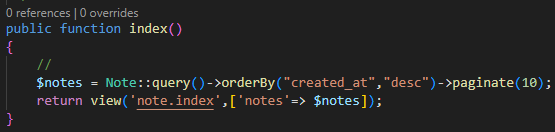 0 references | 0 overrides
public function index()
{
    //
    $notes = Note::query()->orderBy("created_at","desc")->paginate(10);
    return view('note.index',['notes'=> $notes]);
}